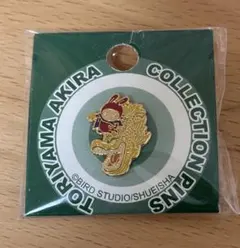 TORIYAMA AKIRA
COLLECTION PINS
©BIRD STUDIO/SHUEISHA